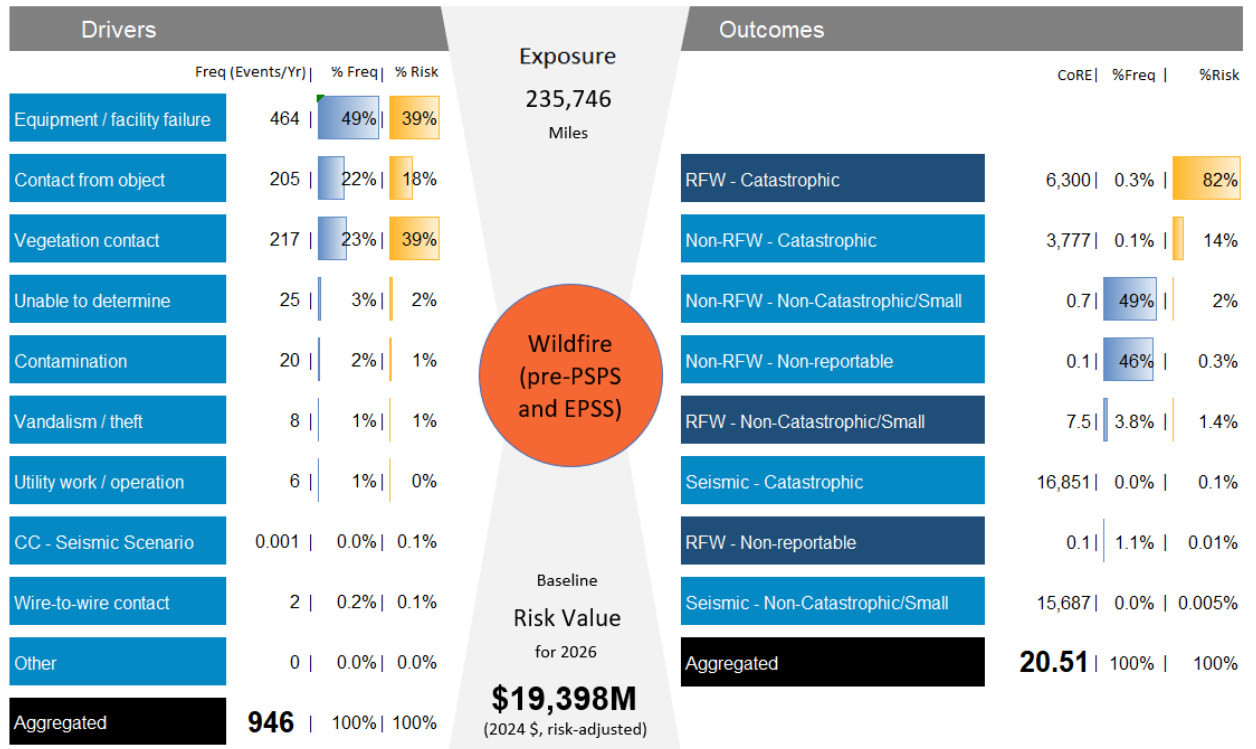 Drivers
Freq (Events/Yr)| % Freq| % Risk
Equipment / facility failure 464 | 49%| 39%
Contact from object 205 | 22%| 18%
Vegetation contact 217 | 23%| 39%
Unable to determine 25 | 3%| 2%
Contamination 20 | 2%| 1%
Vandalism / theft 8 | 1%| 1%
Utility work / operation 6 | 1%| 0%
CC - Seismic Scenario 0.001 | 0.0%| 0.1%
Wire-to-wire contact 2 | 0.2%| 0.1%
Other 0 | 0.0%| 0.0%
Aggregated 946 | 100%| 100%
Exposure
235,746
Miles
Wildfire
(pre-PSPS
and EPSS)
Baseline
Risk Value
for 2026
$19,398M
(2024 $, risk-adjusted)
Outcomes
CoRE| %Freq | %Risk
RFW - Catastrophic 6,300| 0.3% | 82%
Non-RFW - Catastrophic 3,777| 0.1% | 14%
Non-RFW - Non-Catastrophic/Small 0.7| 49% | 2%
Non-RFW - Non-reportable 0.1| 46% | 0.3%
RFW - Non-Catastrophic/Small 7.5| 3.8% | 1.4%
Seismic - Catastrophic 16,851| 0.0% | 0.1%
RFW - Non-reportable 0.1| 1.1% | 0.01%
Seismic - Non-Catastrophic/Small 15,687| 0.0% | 0.005%
Aggregated 20.51| 100% | 100%